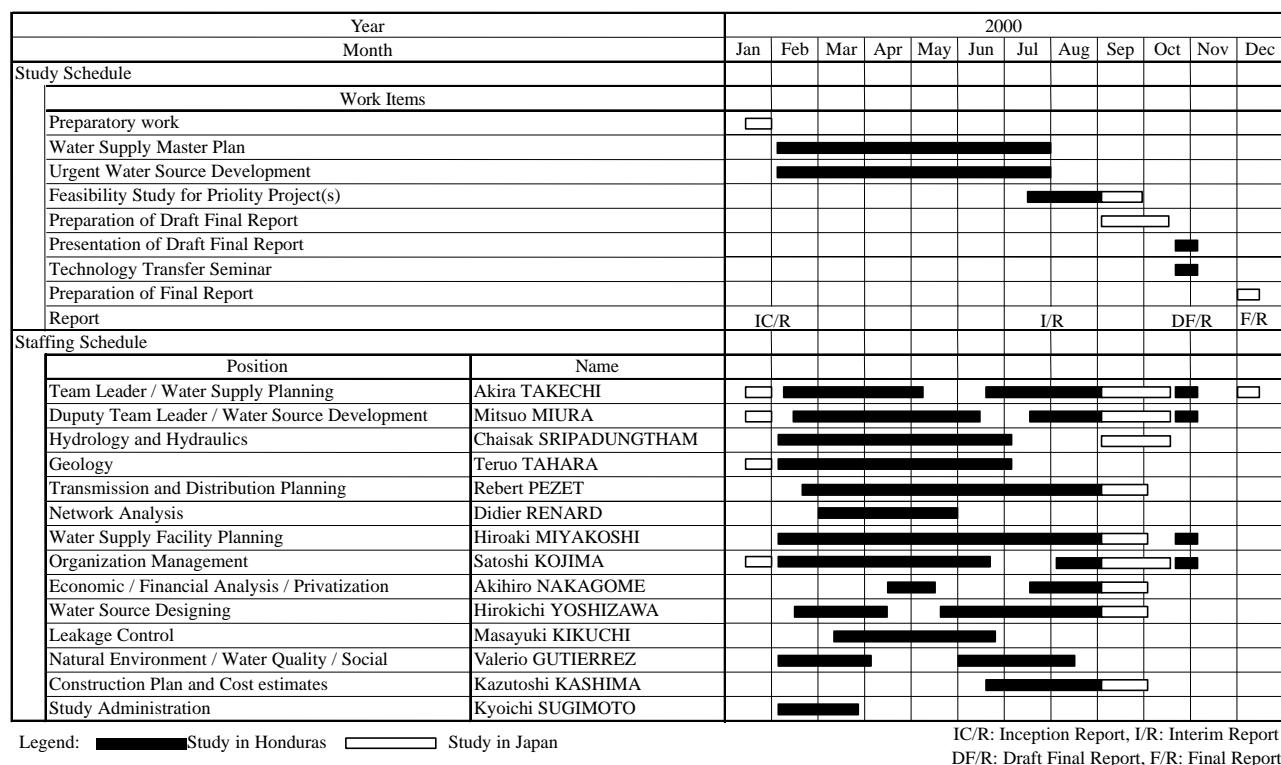 Year 2000
Month Jan Feb Mar Apr May Jun Jul Aug Sep Oct Nov Dec
Study Schedule
Work Items
Preparatory work
Water Supply Master Plan
Urgent Water Source Development
Feasibility Study for Priolity Project(s)
Preparation of Draft Final Report
Presentation of Draft Final Report
Technology Transfer Seminar
Preparation of Final Report
Report IC/R I/R DF/R F/R
Staffing Schedule
Position Name
Team Leader / Water Supply Planning Akira TAKECHI
Duputy Team Leader / Water Source Development Mitsuo MIURA
Hydrology and Hydraulics Chaisak SRIPADUNGTHAM
Geology Teruo TAHARA
Transmission and Distribution Planning Rebert PEZET
Network Analysis Didier RENARD
Water Supply Facility Planning Hiroaki MIYAKOSHI
Organization Management Satoshi KOJIMA
Economic / Financial Analysis / Privatization Akihiro NAKAGOME
Water Source Designing Hirokichi YOSHIZAWA
Leakage Control Masayuki KIKUCHI
Natural Environment / Water Quality / Social Valerio GUTIERREZ
Construction Plan and Cost estimates Kazutoshi KASHIMA
Study Administration Kyoichi SUGIMOTO
Legend: Study in Honduras Study in Japan
IC/R: Inception Report, I/R: Interim Report
DF/R: Draft Final Report, F/R: Final Report